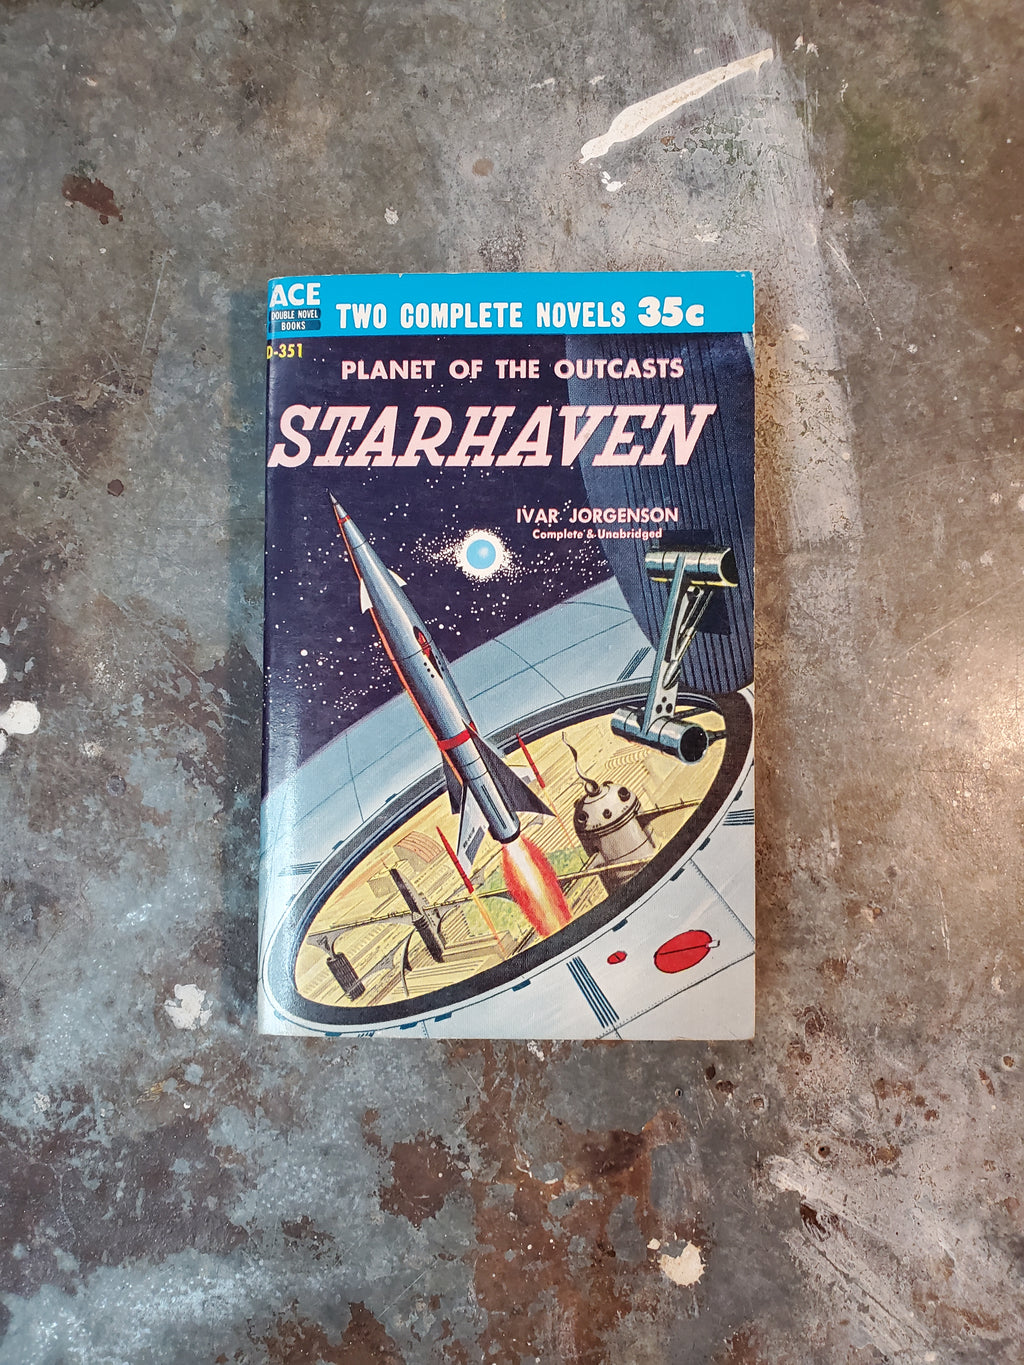 ACE
DOUBLE NOVEL
BOOKS
TWO COMPLETE NOVELS 35c
D-351
PLANET OF THE OUTCASTS
STARHAVEN
IVAR JORGENSON
Complete & Unabridged